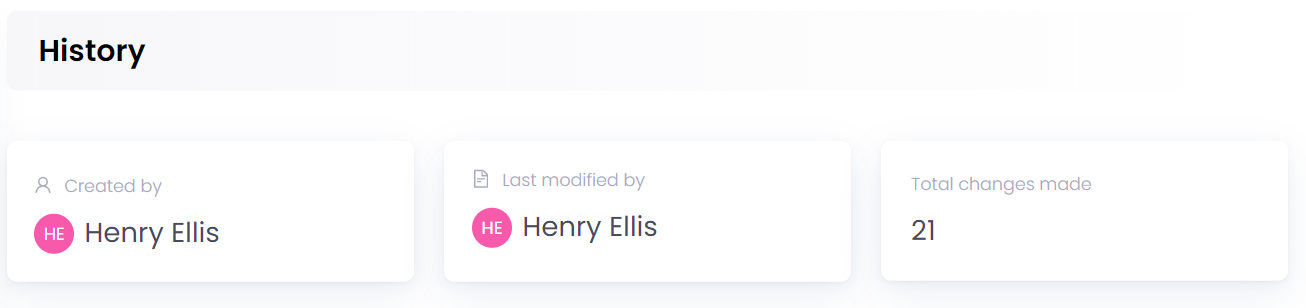 History
Created by
HE Henry Ellis
Last modified by
HE Henry Ellis
Total changes made
21